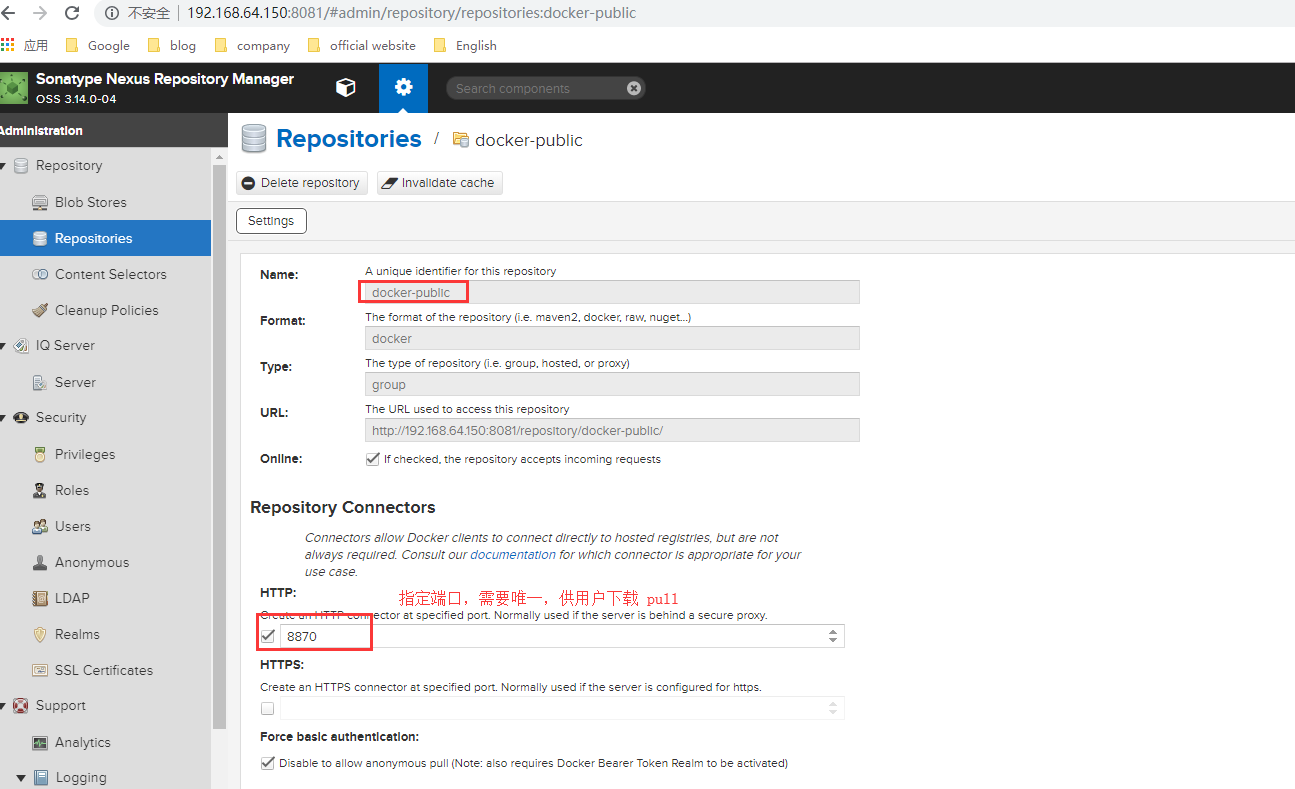 不安全 192.168.64.150:8081/#admin/repository/repositories:docker-public
应用 Google blog company official website English
Sonatype Nexus Repository Manager
OSS 3.14.0-04
Search components
Administration
Repositories / docker-public
Repository
Delete repository Invalidate cache
Blob Stores
Settings
Repositories
Content Selectors
Cleanup Policies
IQ Server
Server
Security
Privileges
Roles
Users
Anonymous
LDAP
Realms
SSL Certificates
Support
Analytics
Logging
Name: A unique identifier for this repository
docker-public
Format: The format of the repository (i.e. maven2, docker, raw, nuget...)
docker
Type: The type of repository (i.e. group, hosted, or proxy)
group
URL: The URL used to access this repository
http://192.168.64.150:8081/repository/docker-public/
Online: If checked, the repository accepts incoming requests
Repository Connectors
Connectors allow Docker clients to connect directly to hosted registries, but are not
always required. Consult our documentation for which connector is appropriate for your
use case.
HTTP:
指定端口，需要唯一，供用户下载 pull
Create an HTTP connector at specified port. Normally used if the server is behind a secure proxy.
8870
HTTPS:
Create an HTTPS connector at specified port. Normally used if the server is configured for https.
Force basic authentication:
Disable to allow anonymous pull (Note: also requires Docker Bearer Token Realm to be activated)